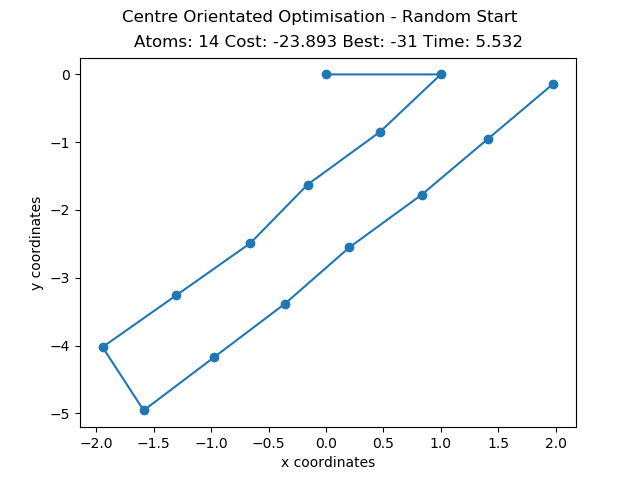 Centre Orientated Optimisation - Random Start
Atoms: 14 Cost: -23.893 Best: -31 Time: 5.532
0
−1
−2
−3
−4
−5
y coordinates
−2.0 −1.5 −1.0 −0.5 0.0 0.5 1.0 1.5 2.0
x coordinates